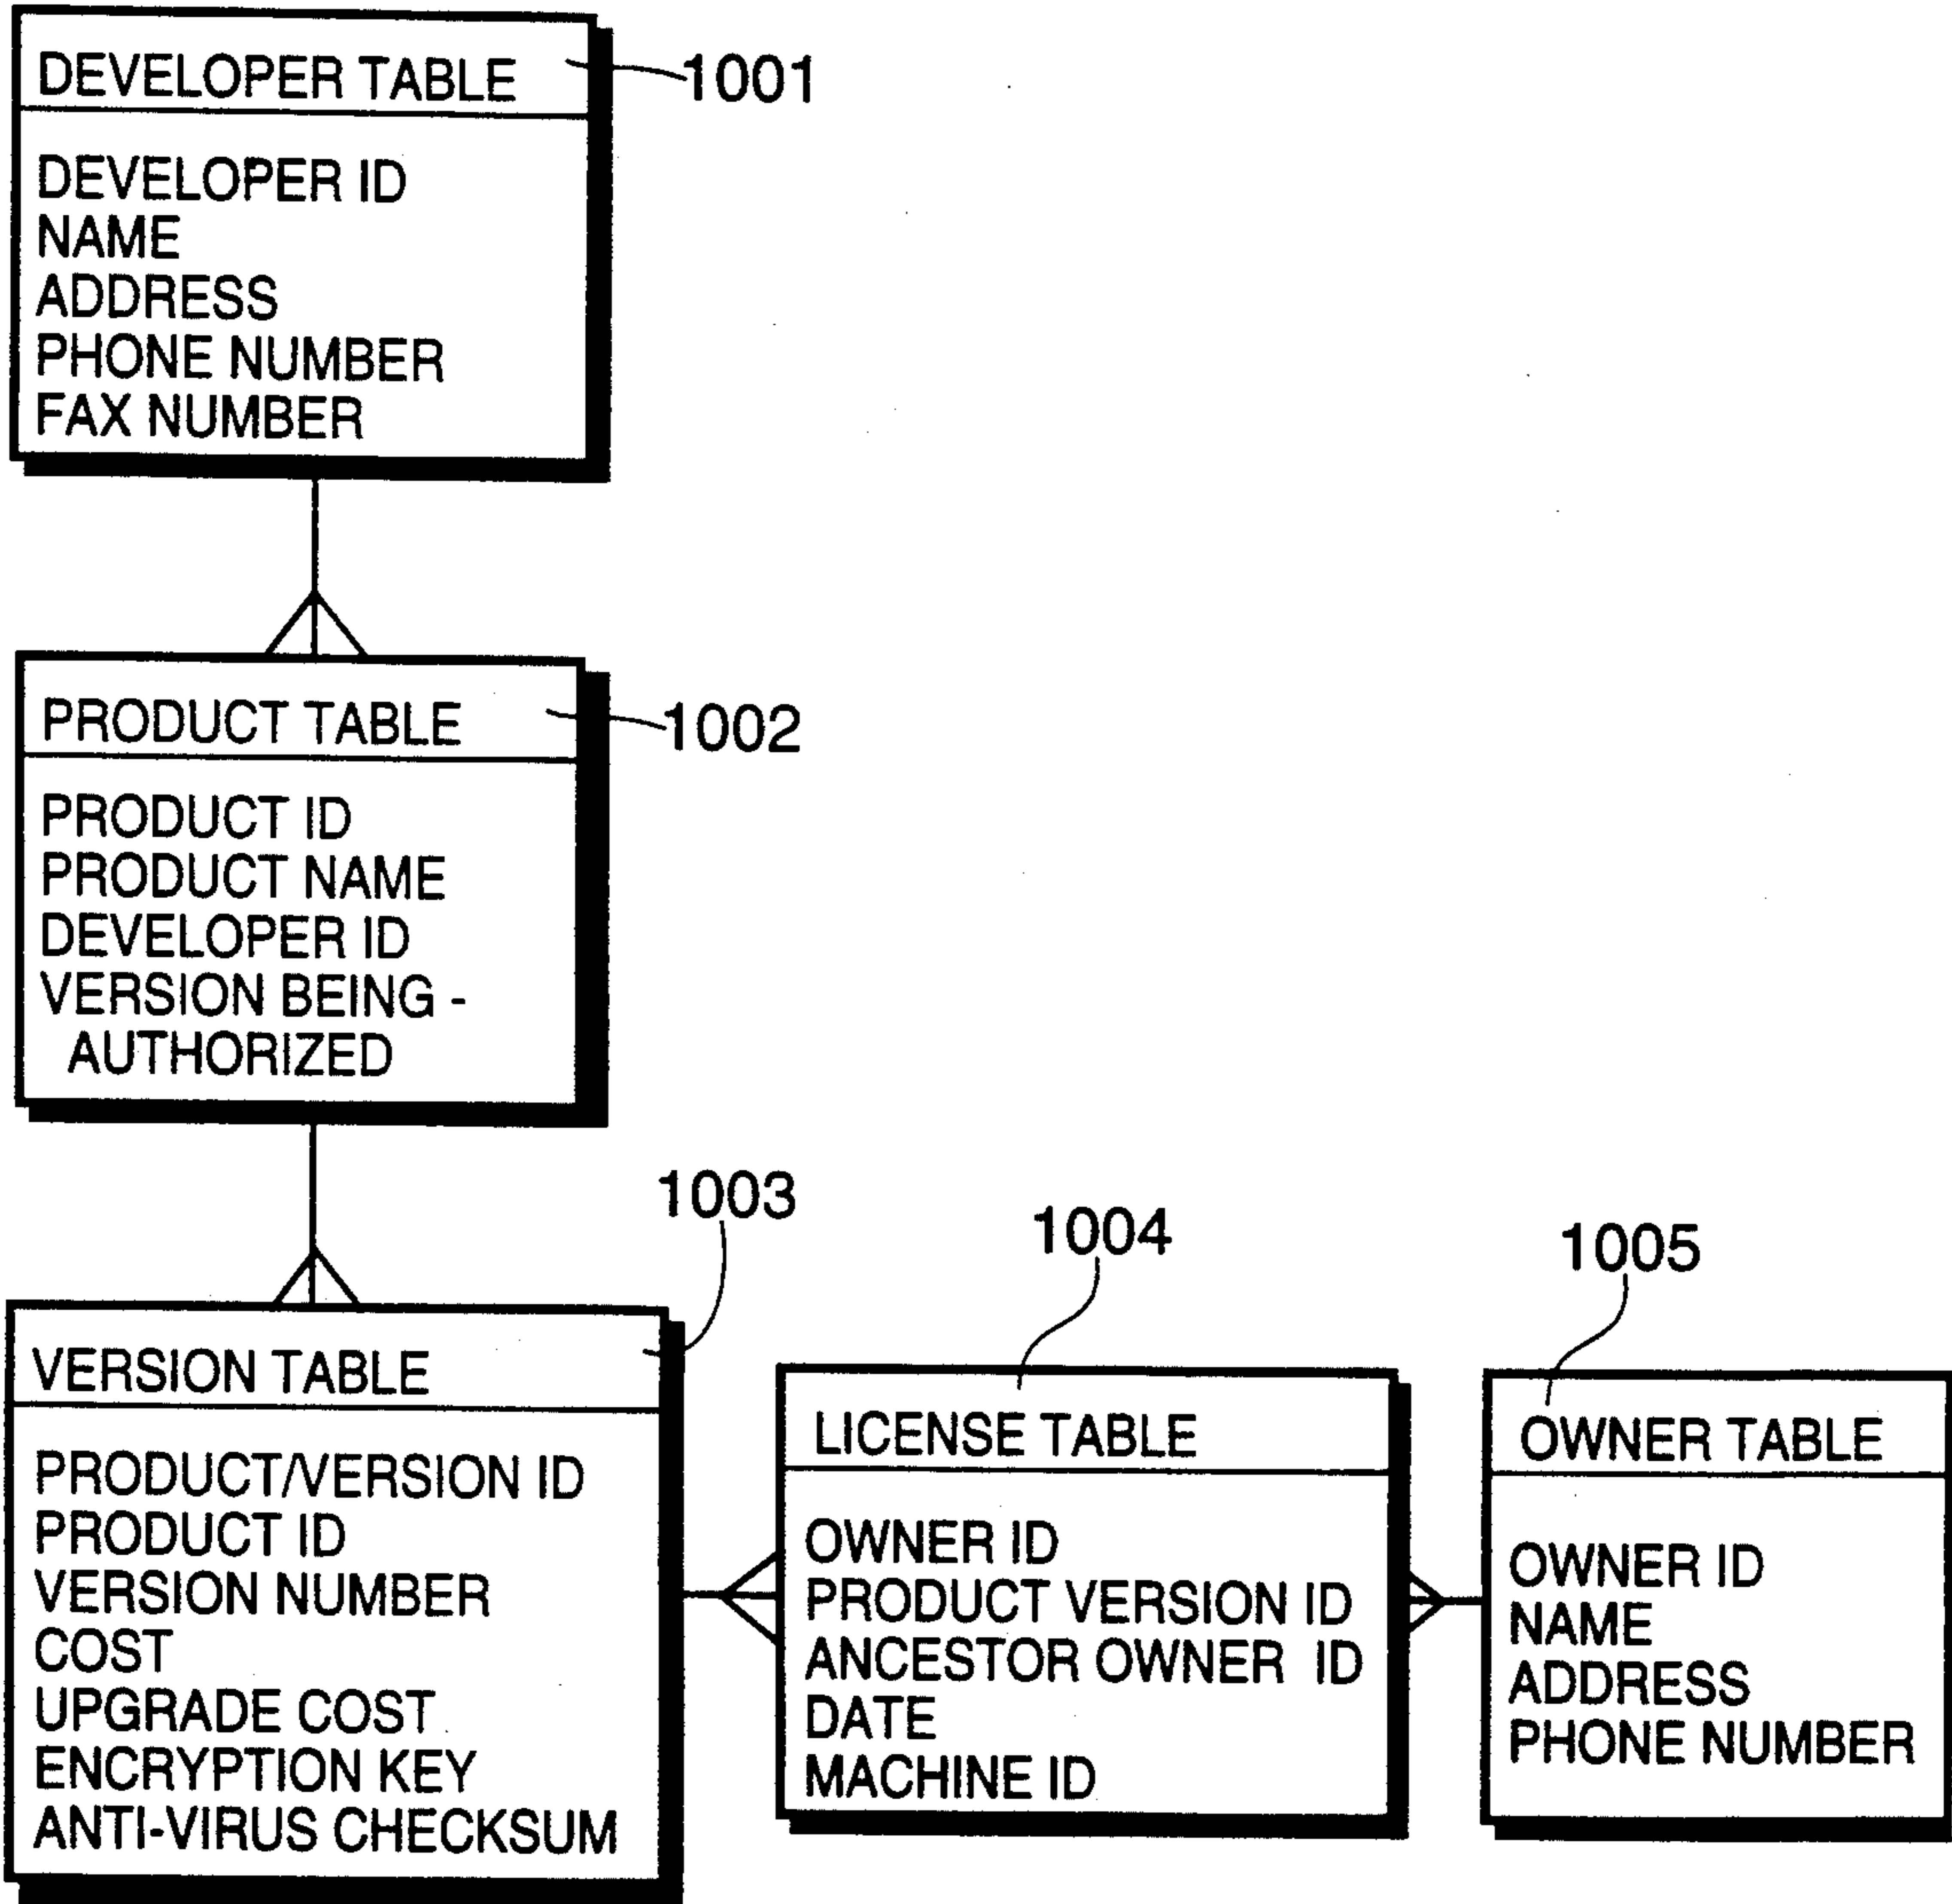 DEVELOPER TABLE
1001
DEVELOPER ID
NAME
ADDRESS
PHONE NUMBER
FAX NUMBER
PRODUCT TABLE
1002
PRODUCT ID
PRODUCT NAME
DEVELOPER ID
VERSION BEING -
AUTHORIZED
1003
VERSION TABLE
PRODUCT/VERSION ID
PRODUCT ID
VERSION NUMBER
COST
UPGRADE COST
ENCRYPTION KEY
ANTI-VIRUS CHECKSUM
1004
LICENSE TABLE
OWNER ID
PRODUCT VERSION ID
ANCESTOR OWNER ID
DATE
MACHINE ID
1005
OWNER TABLE
OWNER ID
NAME
ADDRESS
PHONE NUMBER